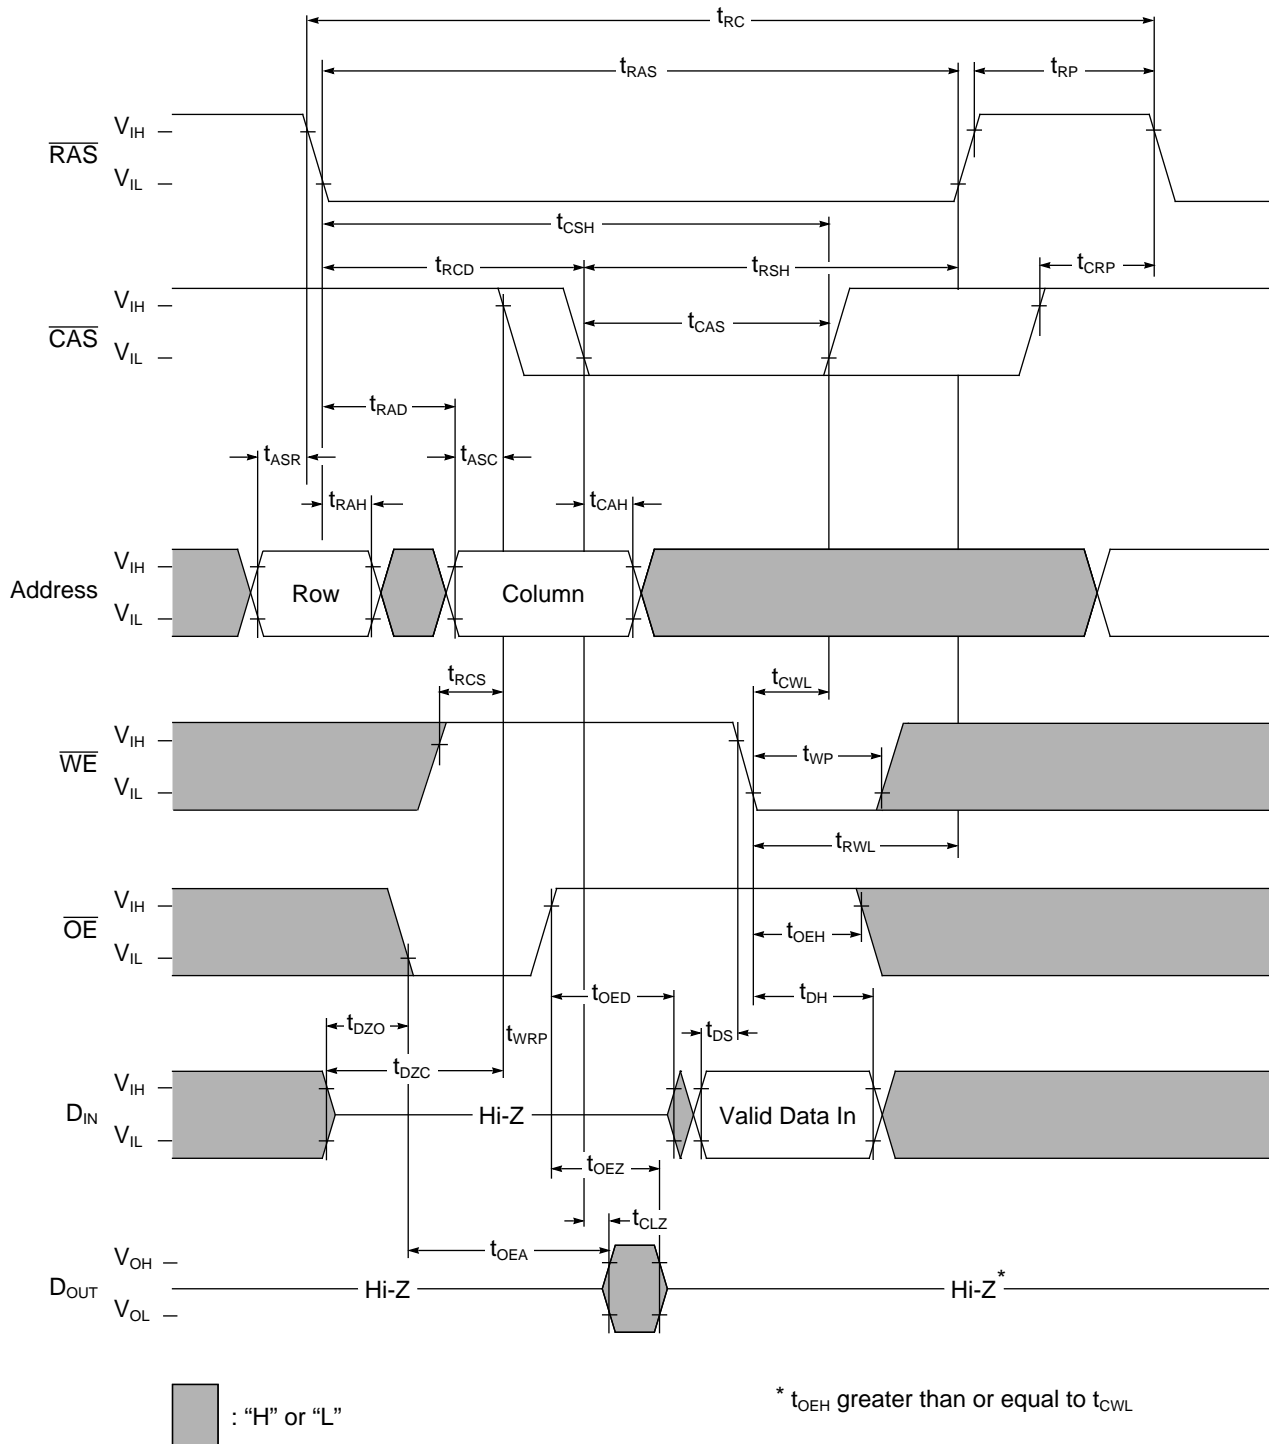 tRC
tRAS
tRP
VIH
RAS
VIL
tCSH
tRCD
tRSH
tCRP
VIH
CAS
tCAS
VIL
tRAD
tASR
tASC
tRAH
tCAH
VIH
Address
Row
Column
VIL
tRCS
tCWL
VIH
WE
tWP
VIL
tRWL
VIH
OE
tOEH
VIL
tOED
tDH
tDZO
tWRP
tDS
tDZC
VIH
DIN
Hi-Z
Valid Data In
VIL
tOEZ
tCLZ
tOEA
VOH
DOUT
Hi-Z
Hi-Z*
VOL
: “H” or “L”
* tOEH greater than or equal to tCWL